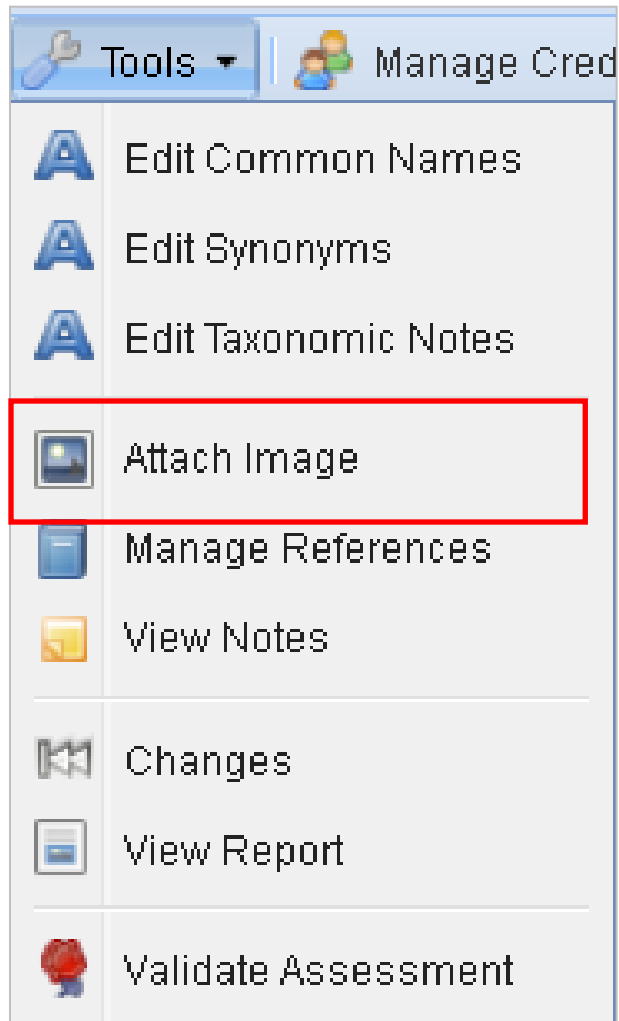 Tools Manage Cred
Edit Common Names
Edit Synonyms
Edit Taxonomic Notes
Attach Image
Manage References
View Notes
Changes
View Report
Validate Assessment